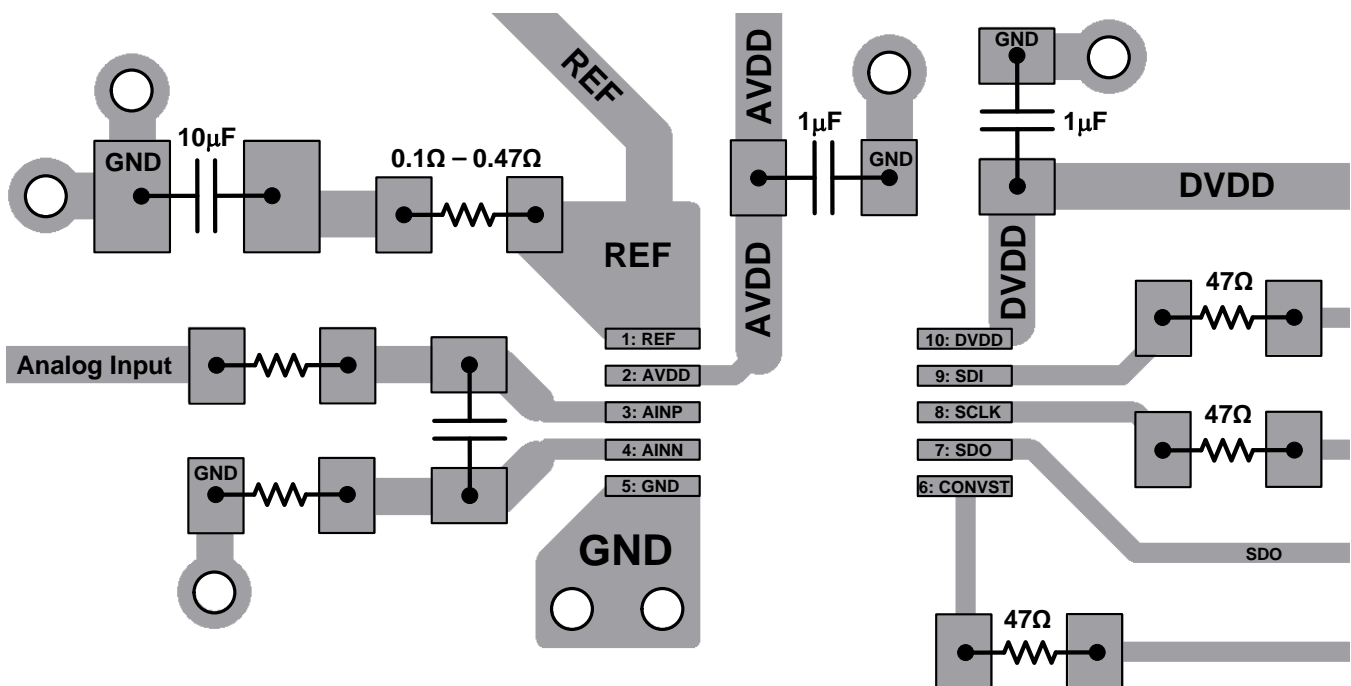 GND
REF
AVDD
10μF
GND
1μF
GND
1μF
0.1Ω – 0.47Ω
GND
DVDD
REF
AVDD
DVDD
47Ω
1: REF
10: DVDD
Analog Input
2: AVDD
9: SDI
3: AINP
8: SCLK
47Ω
4: AINN
7: SDO
GND
5: GND
6: CONVST
GND
SDO
47Ω